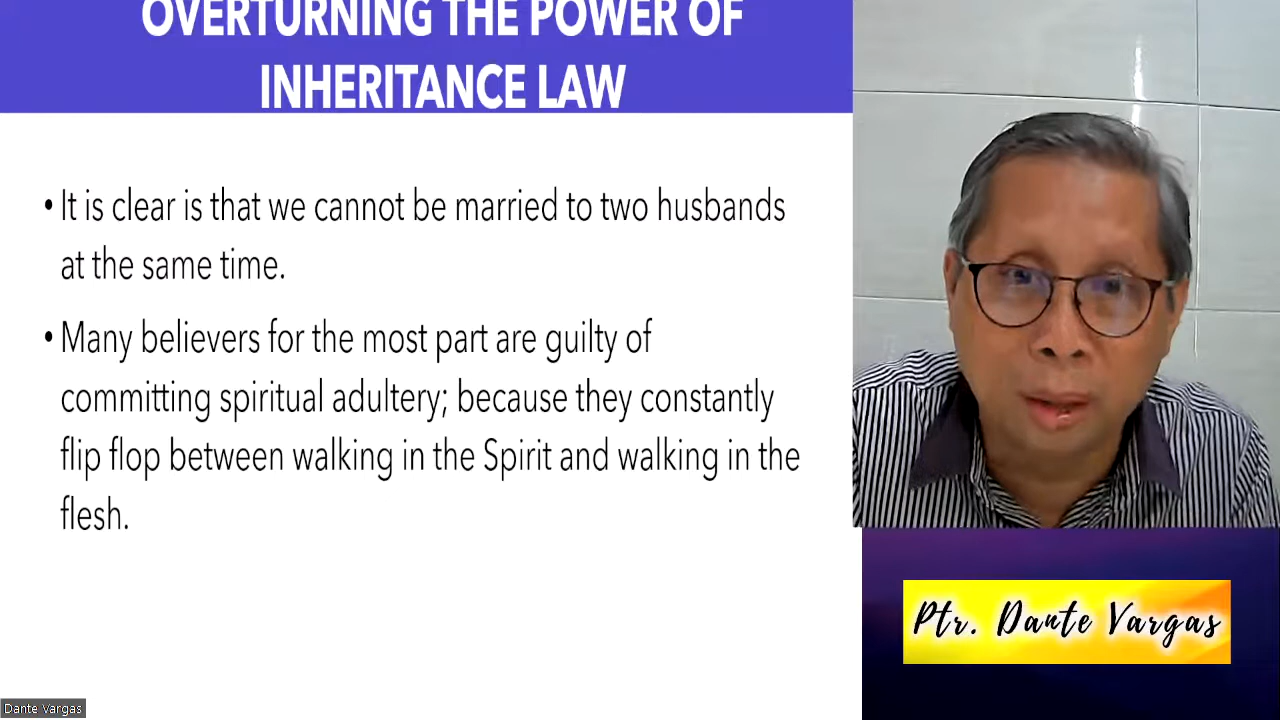 OVERTURNING THE POWER OF
INHERITANCE LAW
• It is clear is that we cannot be married to two husbands
at the same time.
• Many believers for the most part are guilty of
committing spiritual adultery; because they constantly
flip flop between walking in the Spirit and walking in the
flesh.
Ptr. Dante Vargas
Dante Vargas